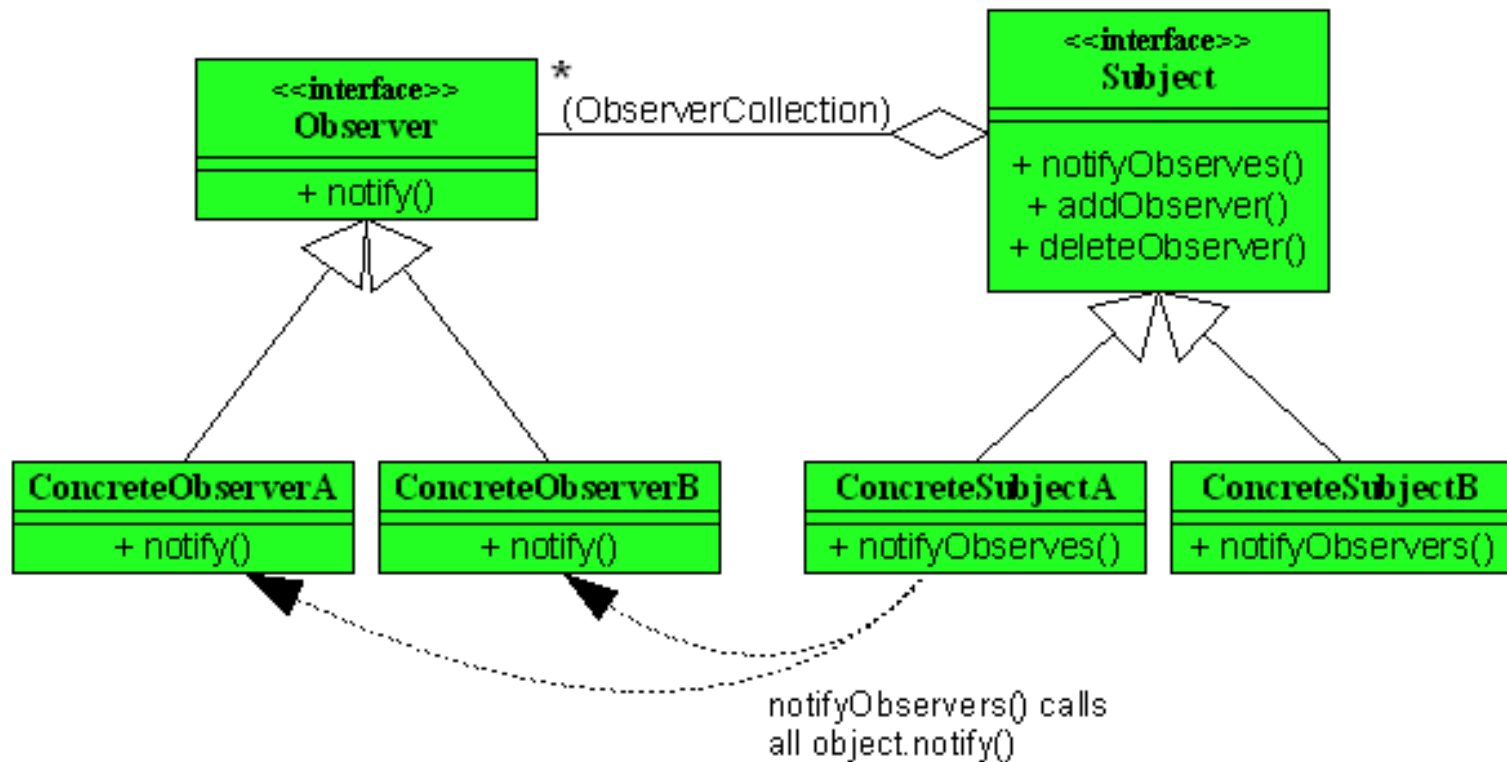 <<interface>>
Observer
+ notify()
*
(ObserverCollection)
<<interface>>
Subject
+ notifyObserves()
+ addObserver()
+ deleteObserver()
ConcreteObserverA
+ notify()
ConcreteObserverB
+ notify()
ConcreteSubjectA
+ notifyObserves()
ConcreteSubjectB
+ notifyObservers()
notifyObservers() calls
all object.notify()